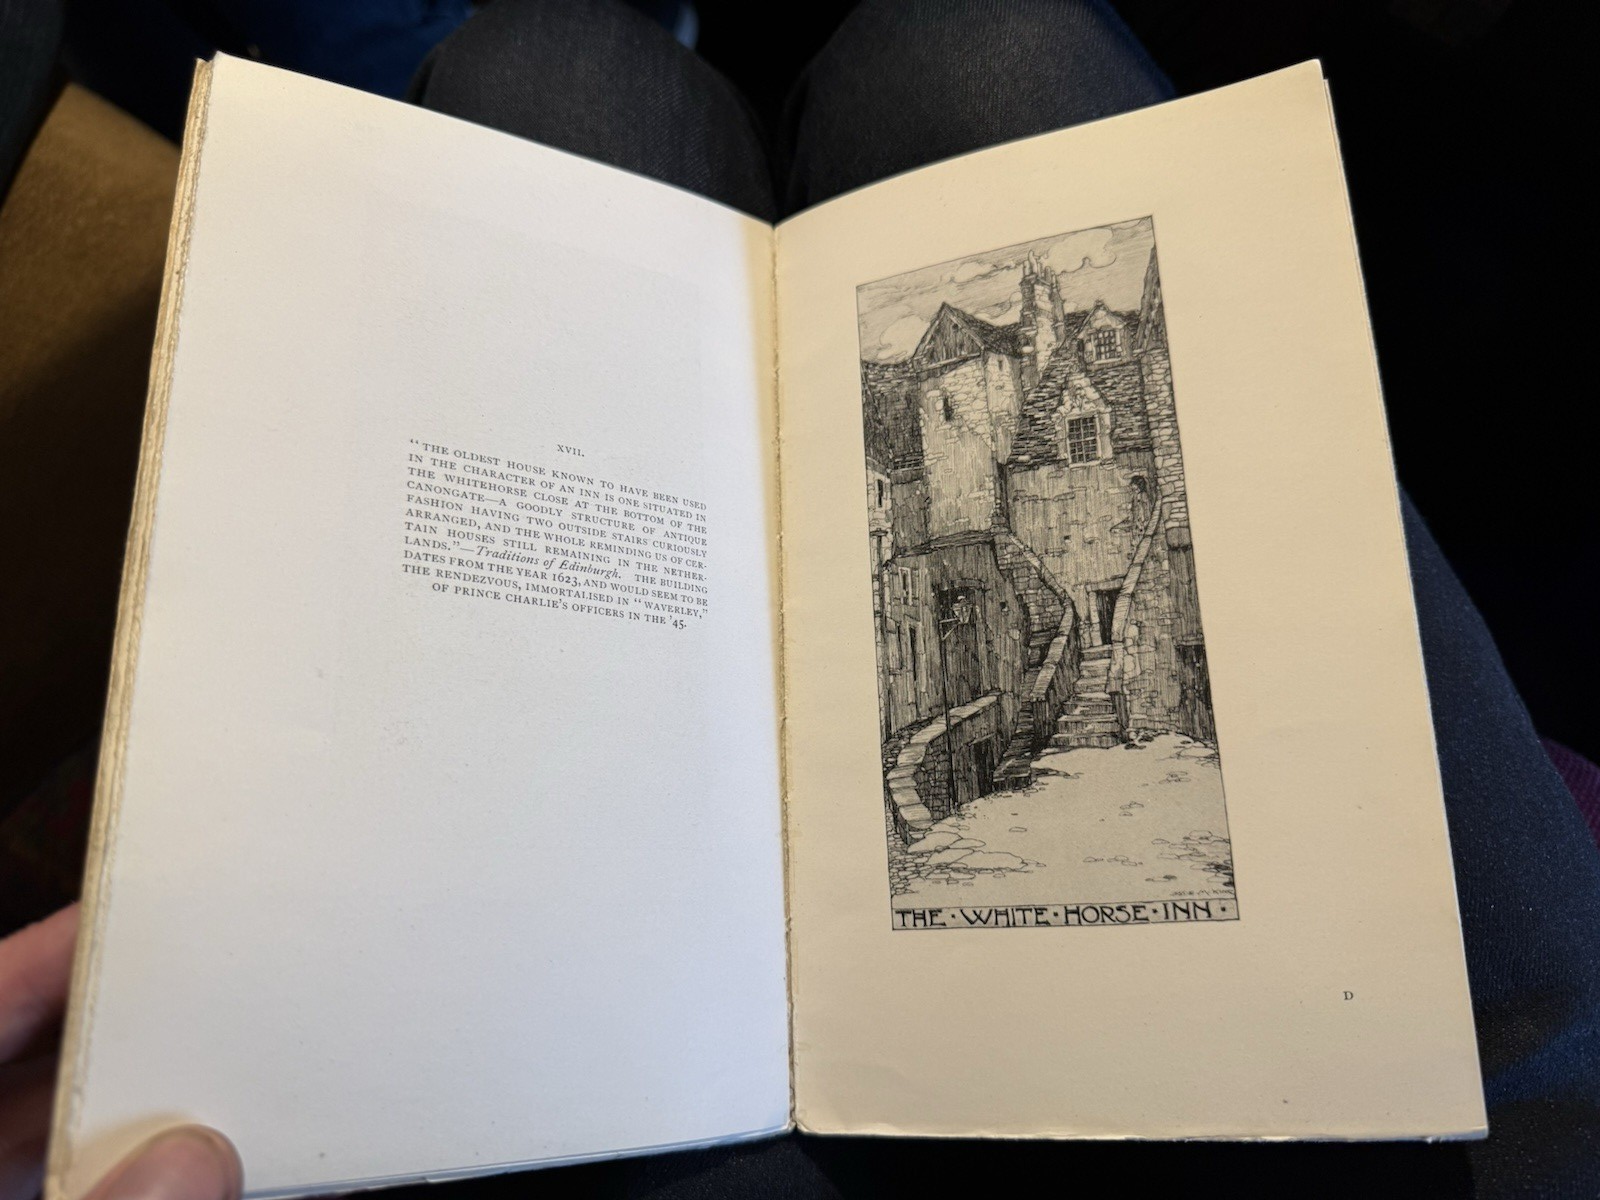 XVII.
“THE OLDEST HOUSE KNOWN TO HAVE BEEN USED
IN THE CHARACTER OF AN INN IS ONE SITUATED IN
THE WHITEHORSE CLOSE AT THE BOTTOM OF THE
CANONGATE—A GOODLY STRUCTURE OF ANTIQUE
FASHION HAVING TWO OUTSIDE STAIRS CURIOUSLY
ARRANGED, AND THE WHOLE REMINDING US OF CER-
TAIN HOUSES STILL REMAINING IN THE NETHER-
LANDS.”—Traditions of Edinburgh. THE BUILDING
DATES FROM THE YEAR 1623, AND WOULD SEEM TO BE
THE RENDEZVOUS, IMMORTALISED IN “WAVERLEY,”
OF PRINCE CHARLIE’S OFFICERS IN THE ’45.
JESSIE M. KING
THE · WHITE · HORSE · INN ·
D